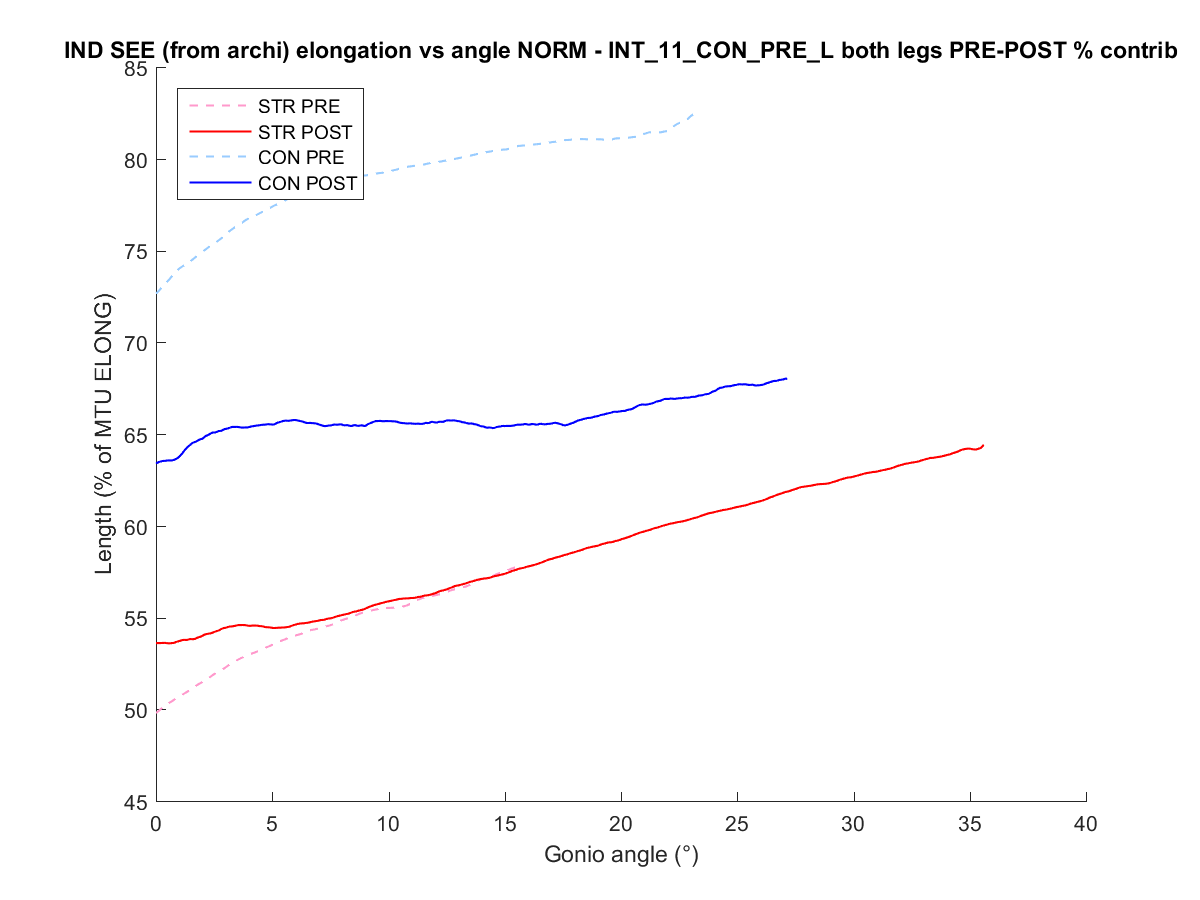 IND SEE (from archi) elongation vs angle NORM - INT_11_CON_PRE_L both legs PRE-POST % contrib
85
80
75
70
65
60
55
50
45
Length (% of MTU ELONG)
STR PRE
STR POST
CON PRE
CON POST
0
5
10
15
20
25
30
35
40
Gonio angle (°)